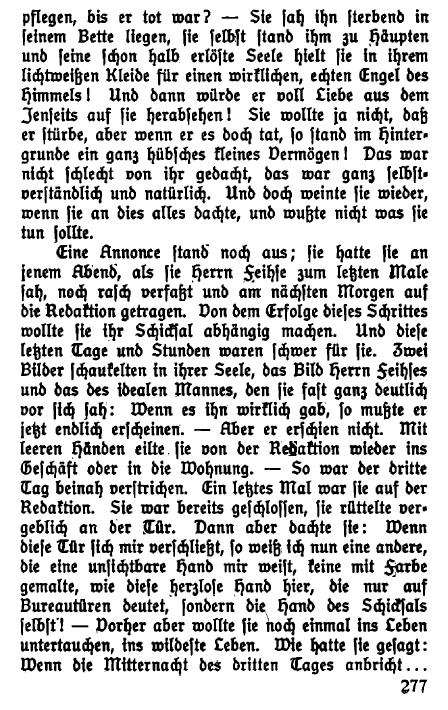 pflegen, bis er tot war? — Sie sah ihn sterbend in
seinem Bette liegen, sie selbst stand ihm zu Häupten
und seine schon halb erlöste Seele hielt sie in ihrem
lichtweißen Kleide für einen wirklichen, echten Engel des
Himmels! Und dann würde er voll Liebe aus dem
Jenseits auf sie herabsehen! Sie wollte ja nicht, daß
er stürbe, aber wenn er es doch tat, so stand im Hinter-
grunde ein ganz hübsches kleines Vermögen! Das war
nicht schlecht von ihr gedacht, das war ganz selbst-
verständlich und natürlich. Und doch weinte sie wieder,
wenn sie an dies alles dachte, und wußte nicht was sie
tun sollte.
Eine Annonce stand noch aus; sie hatte sie an
jenem Abend, als sie Herrn Feihse zum letzten Male
sah, noch rasch verfaßt und am nächsten Morgen auf
die Redaktion getragen. Von dem Erfolge dieses Schrittes
wollte sie ihr Schicksal abhängig machen. Und diese
letzten Tage und Stunden waren schwer für sie. Zwei
Bilder schaukelten in ihrer Seele, das Bild Herrn Feihses
und das des idealen Mannes, den sie fast ganz deutlich
vor sich sah: Wenn es ihn wirklich gab, so mußte er
jetzt endlich erscheinen. — Aber er erschien nicht. Mit
leeren Händen eilte sie von der Redaktion wieder ins
Geschäft oder in die Wohnung. — So war der dritte
Tag beinah verstrichen. Ein letztes Mal war sie auf der
Redaktion. Sie war bereits geschlossen, sie rüttelte ver-
geblich an der Tür. Dann aber dachte sie: Wenn
diese Tür sich mir verschließt, so weiß ich nun eine andere,
die eine unsichtbare Hand mir weist, keine mit Farbe
gemalte, wie diese herzlose Hand hier, die nur auf
Bureautüren deutet, sondern die Hand des Schicksals
selbst! — Vorher aber wollte sie noch einmal ins Leben
untertauchen, ins wildeste Leben. Wie hatte sie gesagt:
Wenn die Mitternacht des dritten Tages anbricht...
277